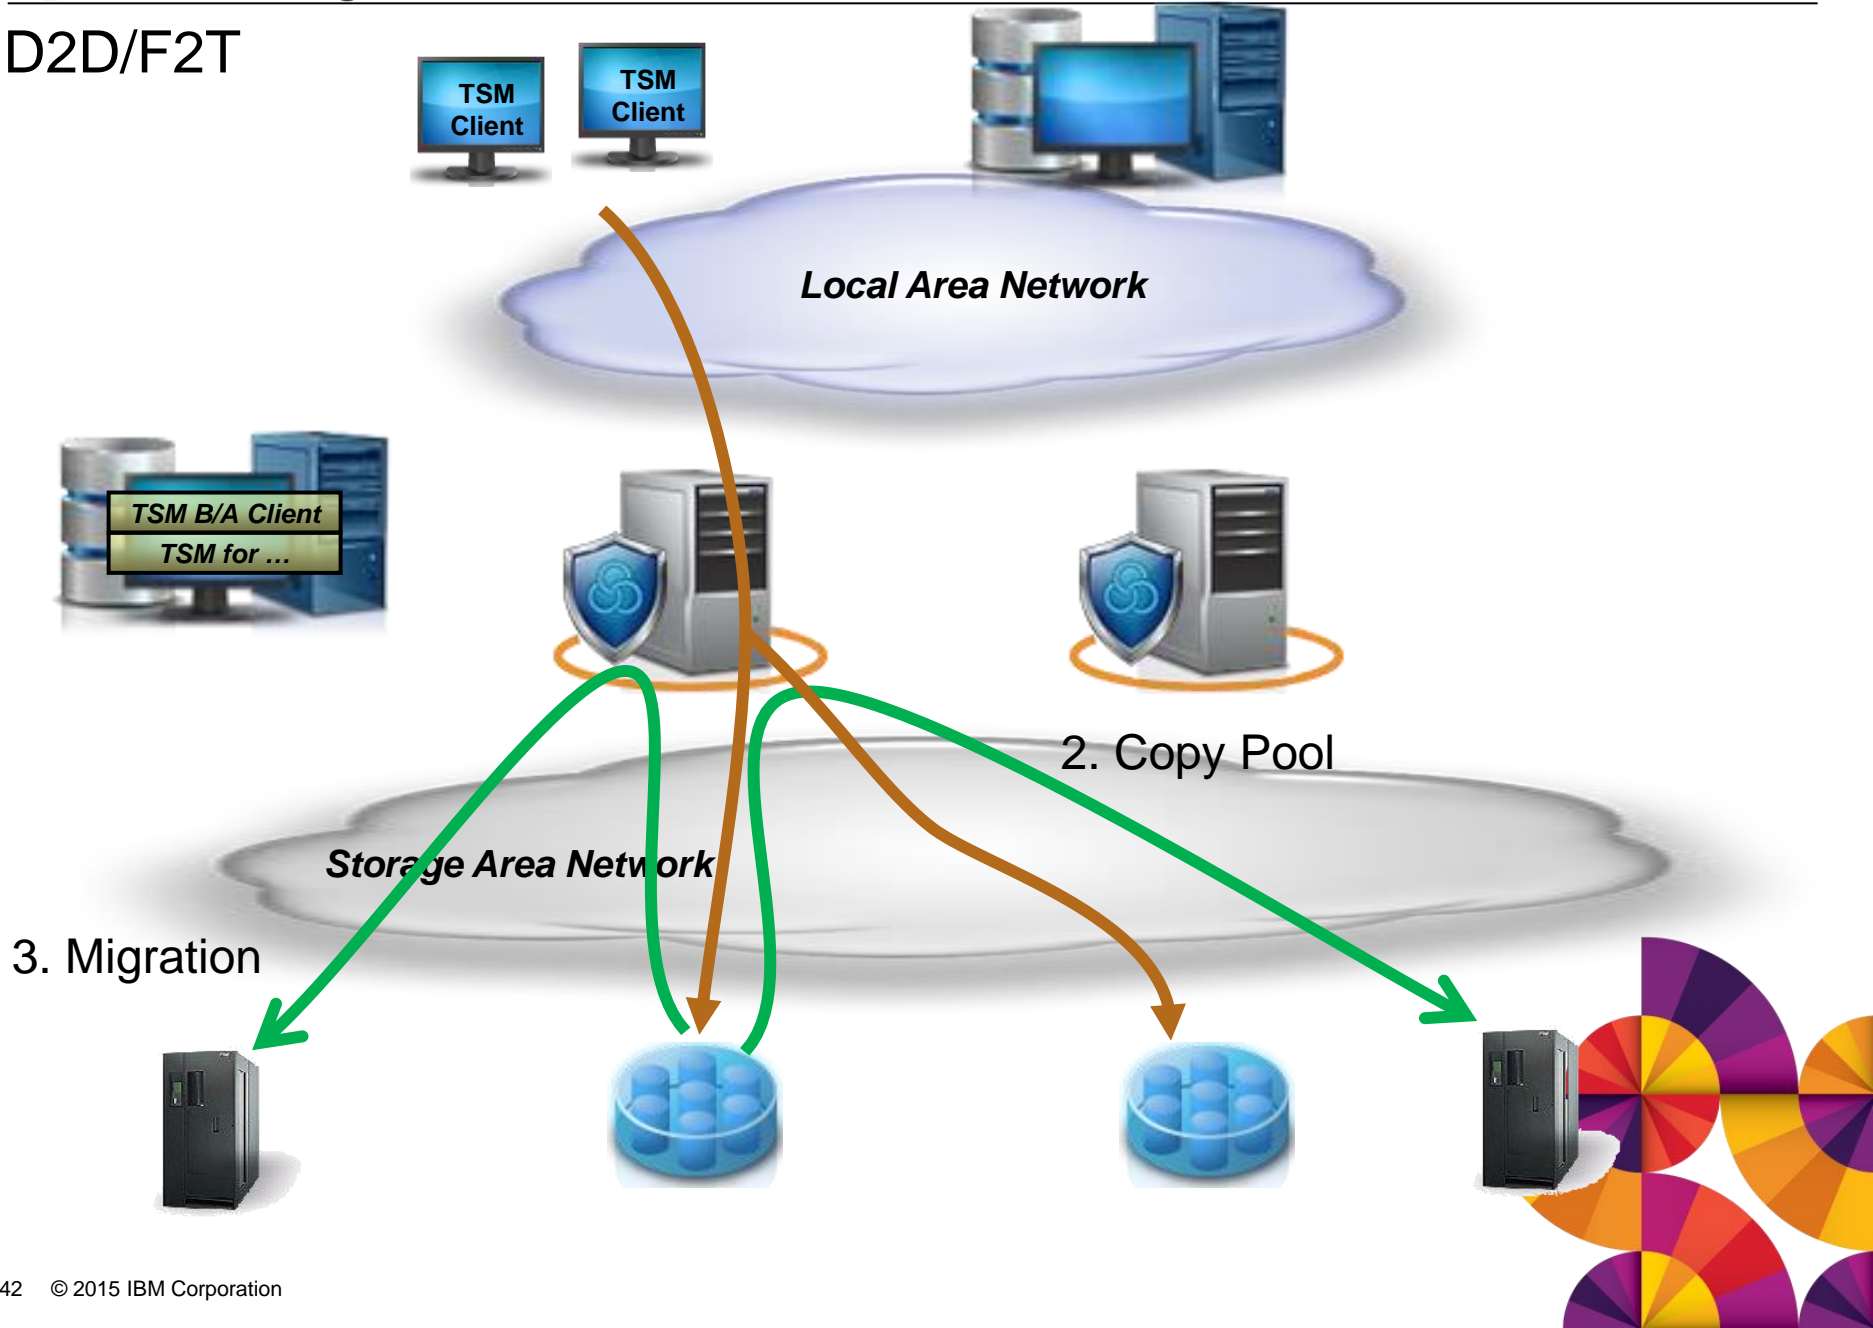 D2D/F2T
TSM
Client
TSM
Client
Local Area Network
TSM B/A Client
TSM for ...
2. Copy Pool
Storage Area Network
3. Migration
42 © 2015 IBM Corporation